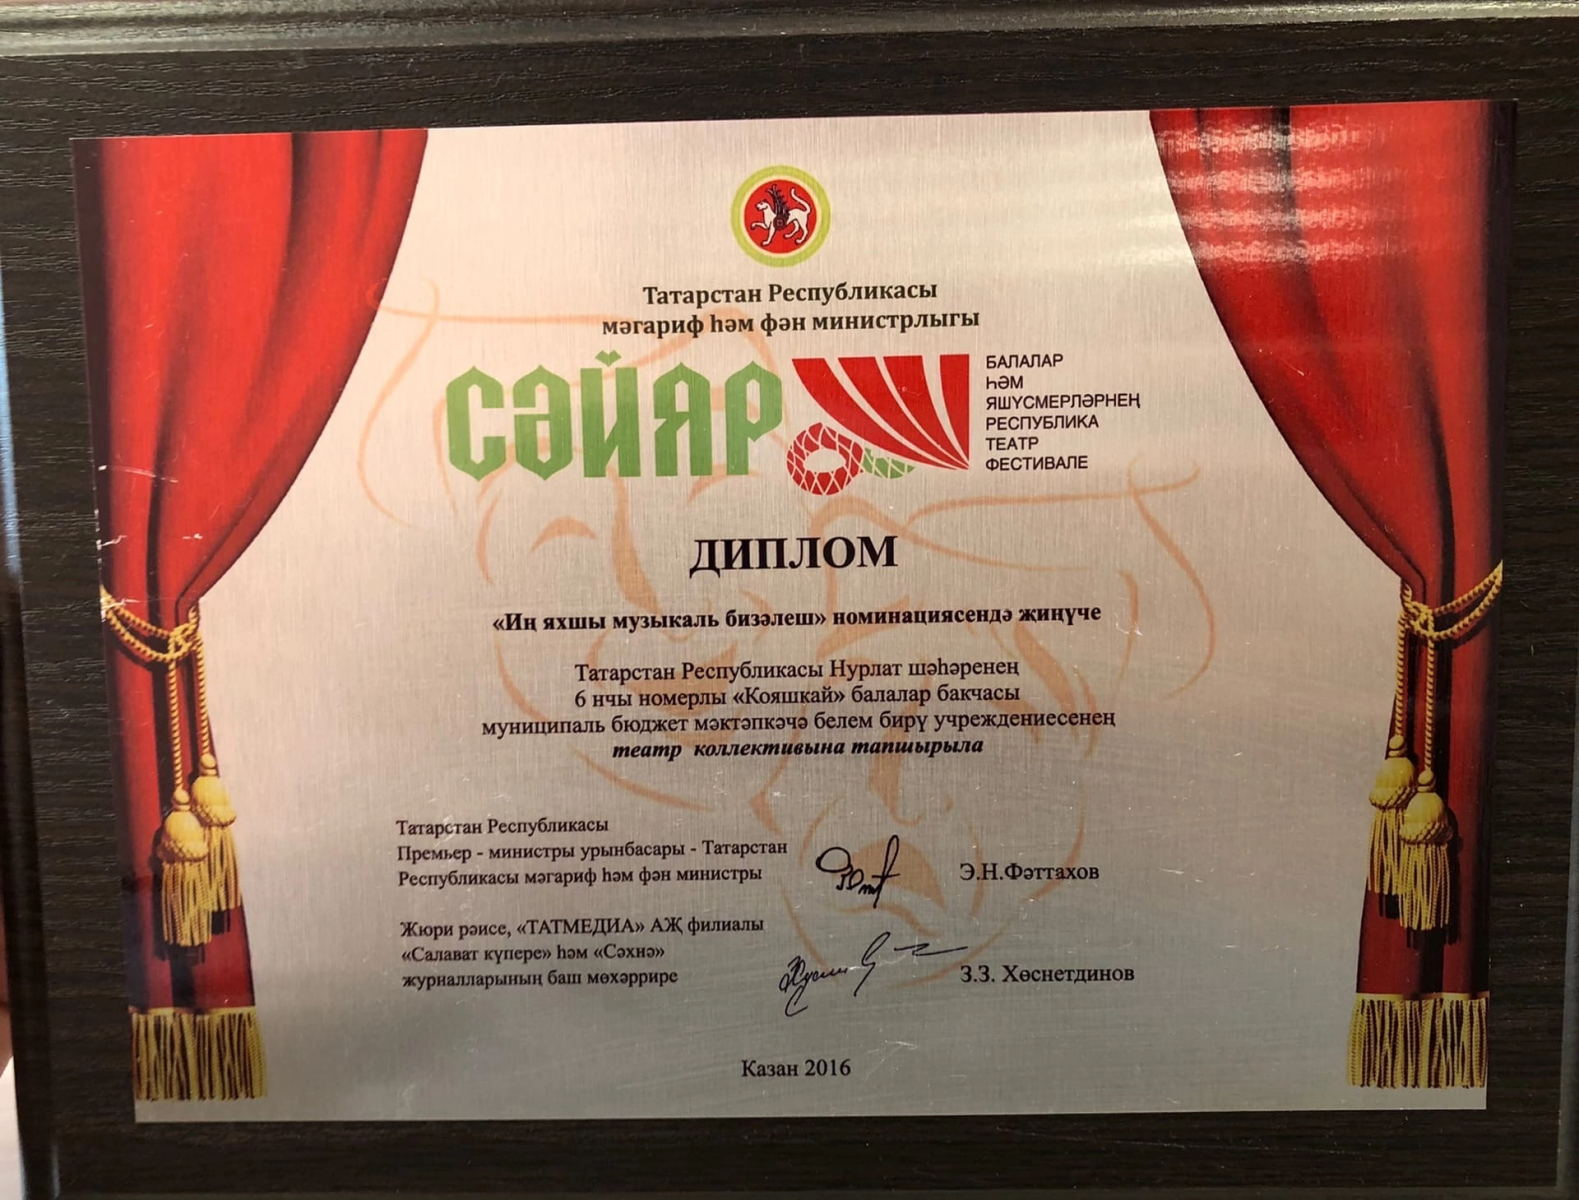 Татарстан Республикасы
мәгариф һәм фән министрлыгы
СӘЙЯР
БАЛАЛАР
ҺӘМ
ЯШҮСМЕРЛӘРНЕҢ
РЕСПУБЛИКА
ТЕАТР
ФЕСТИВАЛЕ
ДИПЛОМ
«Иң яхшы музыкаль бизәлеш» номинациясендә җиңүче
Татарстан Республикасы Нурлат шәһәренең
6 нчы номерлы «Кояшкай» балалар бакчасы
муниципаль бюджет мәктәпкәчә белем бирү учреждениесенең
театр коллективына тапшырыла
Татарстан Республикасы
Премьер - министры урынбасары - Татарстан
Республикасы мәгариф һәм фән министры
Э.Н.Фәттахов
Жюри рәисе, «ТАТМЕДИА» АҖ филиалы
«Салават күпере» һәм «Сәхнә»
журналларының баш мөхәррире
З.З. Хөснетдинов
Казан 2016